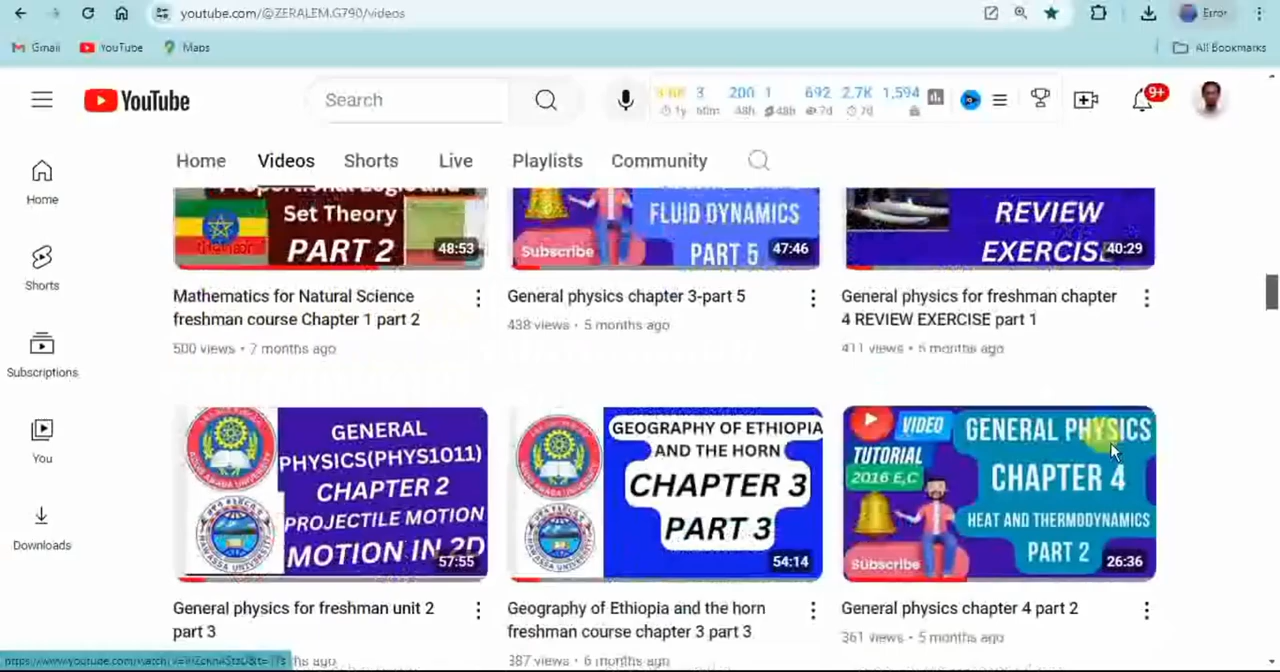 youtube.com/@ZERALEM.G790/videos
Error
Gmail
YouTube
Maps
All Bookmarks
YouTube
Search
3 200 1 692 2.7K 1,594
1y 60m 48h 48h 7d 7d
9+
Home
Videos
Shorts
Live
Playlists
Community
Home
Shorts
Subscriptions
You
Downloads
Set Theory
PART 2
48:53
Mathematics for Natural Science
freshman course Chapter 1 part 2
500 views • 7 months ago
FLUID DYNAMICS
PART 5
Subscribe
47:46
General physics chapter 3-part 5
438 views • 5 months ago
REVIEW
EXERCISE
40:29
General physics for freshman chapter
4 REVIEW EXERCISE part 1
411 views • 5 months ago
GENERAL
PHYSICS(PHYS1011)
CHAPTER 2
PROJECTILE MOTION
MOTION IN 2D
57:55
General physics for freshman unit 2
part 3
GEOGRAPHY OF ETHIOPIA
AND THE HORN
CHAPTER 3
PART 3
54:14
Geography of Ethiopia and the horn
freshman course chapter 3 part 3
387 views • 6 months ago
VIDEO
TUTORIAL
2016 E,C
GENERAL PHYSICS
CHAPTER 4
HEAT AND THERMODYNAMICS
PART 2
Subscribe
26:36
General physics chapter 4 part 2
361 views • 5 months ago